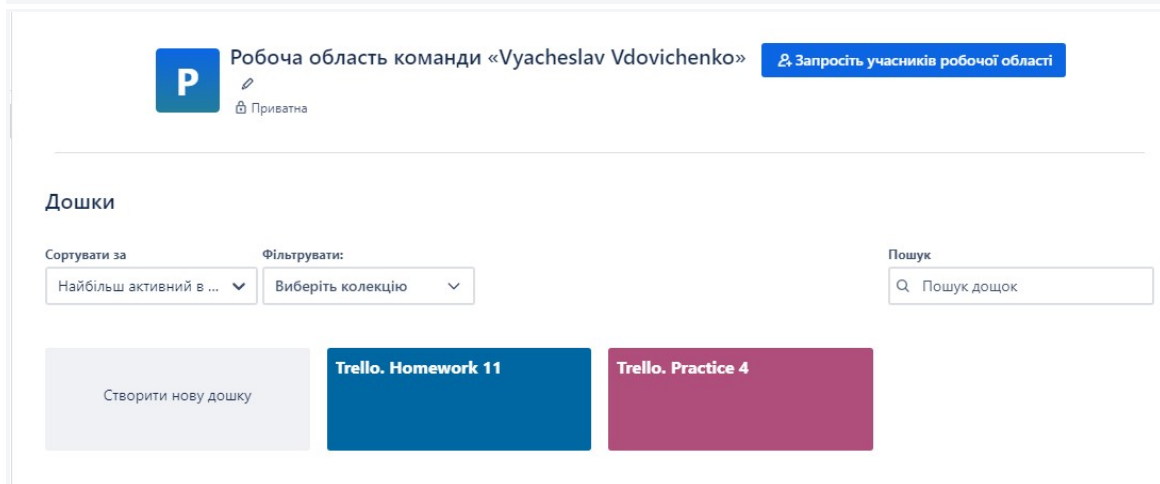 P
Робоча область команди «Vyacheslav Vdovichenko»
Запросіть учасників робочої області
Приватна
Дошки
Сортувати за
Фільтрувати:
Пошук
Найбільш активний в ...
Виберіть колекцію
Пошук дощок
Створити нову дошку
Trello. Homework 11
Trello. Practice 4